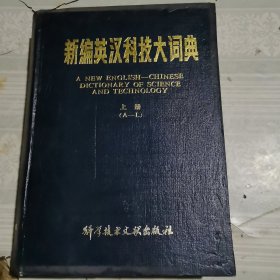 新编英汉科技大词典
A NEW ENGLISH—CHINESE
DICTIONARY OF SCIENCE
AND TECHNOLOGY
上册
(A—L)
科学技术文献出版社